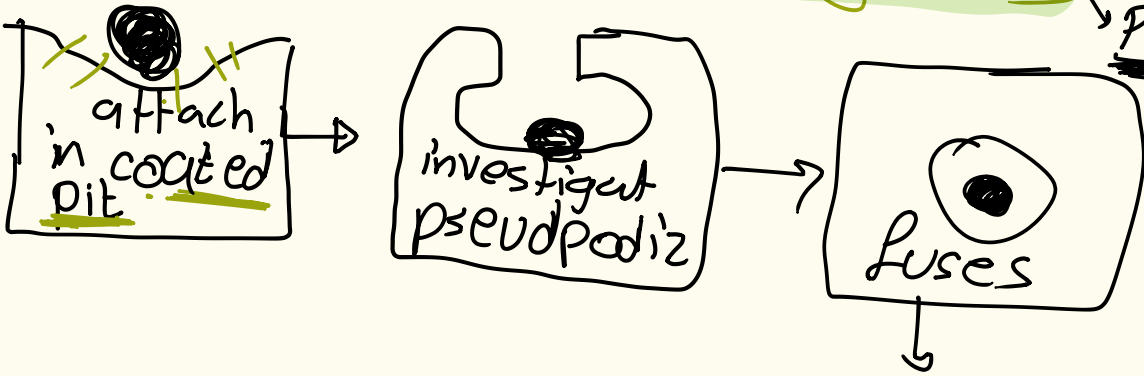 attach
in coated
pit
investigat
pseudpodiz
fuses